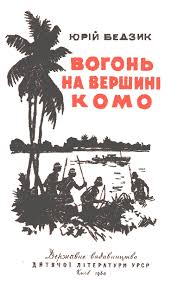 ЮРІЙ БЕДЗИК
ВОГОНЬ
НА ВЕРШИНІ
КОМО
Державне видавництво
ДИТЯЧОЇ ЛІТЕРАТУРИ УРСР
Київ 1960